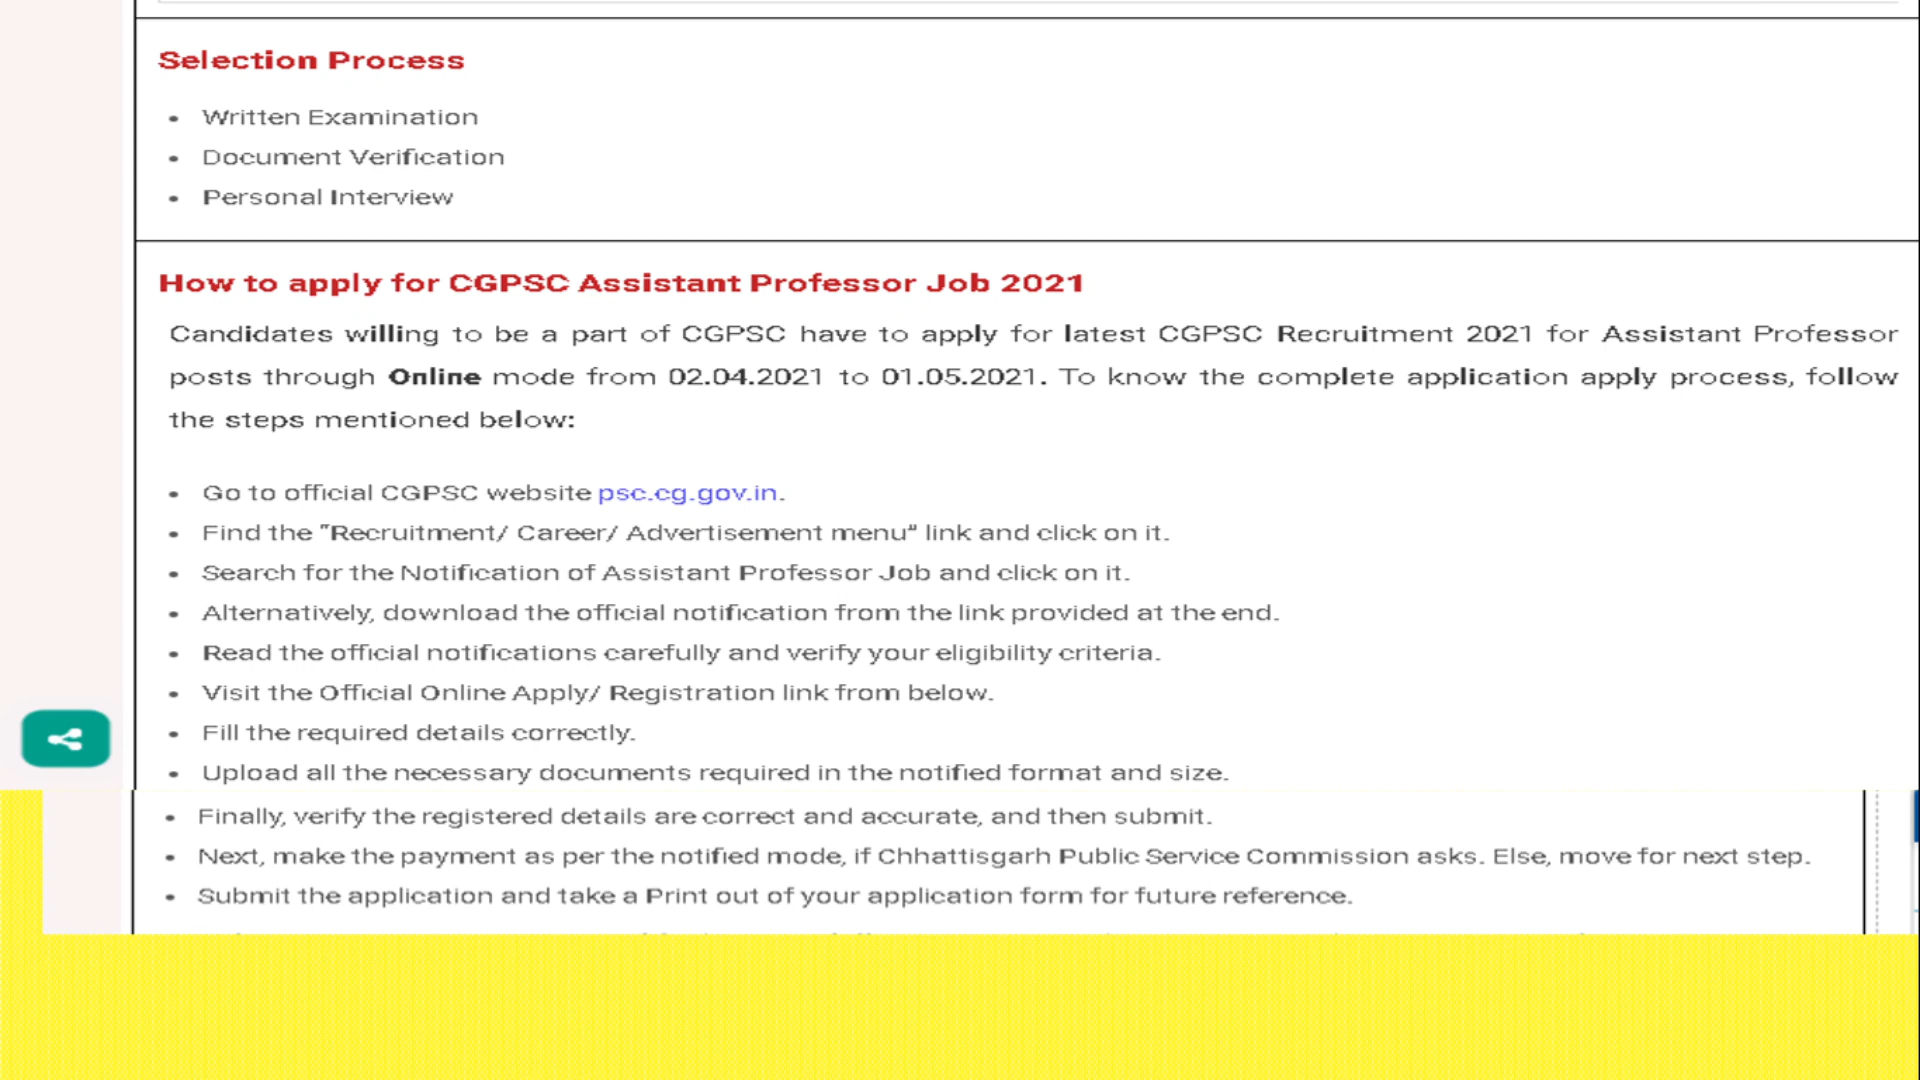 Selection Process
• Written Examination
• Document Verification
• Personal Interview
How to apply for CGPSC Assistant Professor Job 2021
Candidates willing to be a part of CGPSC have to apply for latest CGPSC Recruitment 2021 for Assistant Professor
posts through Online mode from 02.04.2021 to 01.05.2021. To know the complete application apply process, follow
the steps mentioned below:
• Go to official CGPSC website psc.cg.gov.in.
• Find the “Recruitment/ Career/ Advertisement menu” link and click on it.
• Search for the Notification of Assistant Professor Job and click on it.
• Alternatively, download the official notification from the link provided at the end.
• Read the official notifications carefully and verify your eligibility criteria.
• Visit the Official Online Apply/ Registration link from below.
• Fill the required details correctly.
• Upload all the necessary documents required in the notified format and size.
• Finally, verify the registered details are correct and accurate, and then submit.
• Next, make the payment as per the notified mode, if Chhattisgarh Public Service Commission asks. Else, move for next step.
• Submit the application and take a Print out of your application form for future reference.